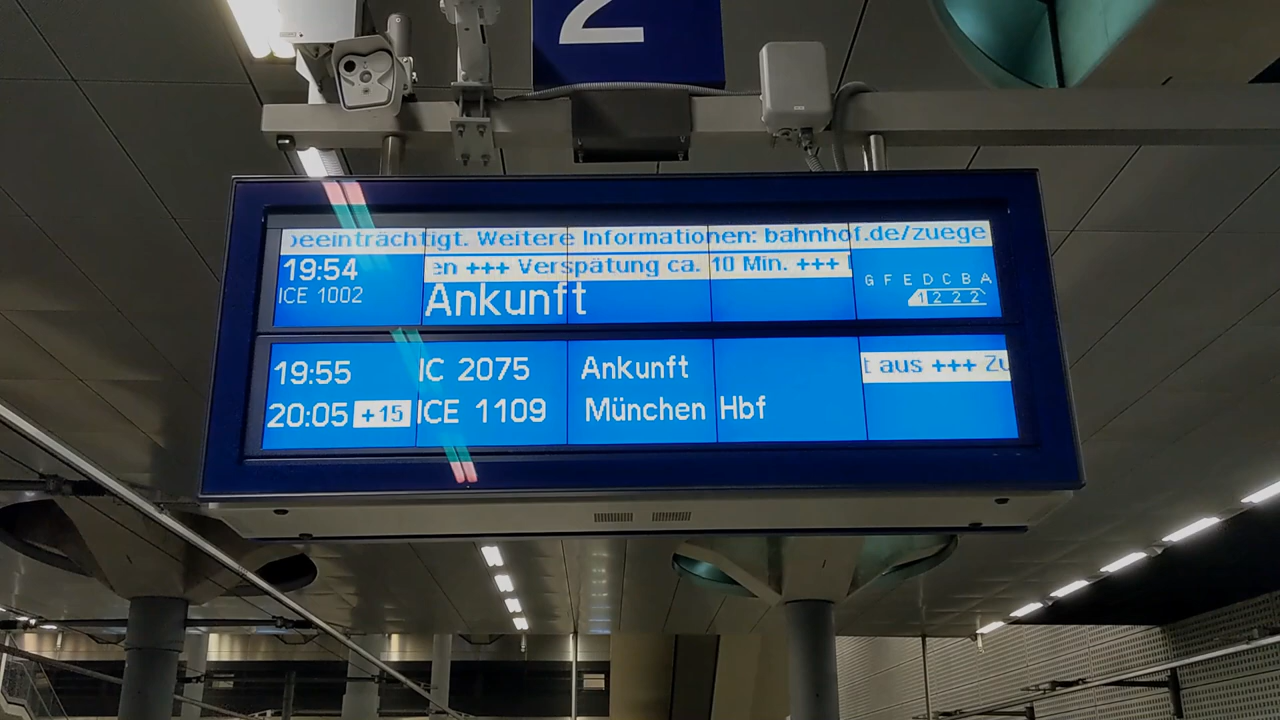 2
beeinträchtigt. Weitere Informationen: bahnhof.de/zuege
19:54 en +++ Verspätung ca. 10 Min. +++
ICE 1002 Ankunft
G F E D C B A
1 2 2 2
19:55 IC 2075 Ankunft t aus +++ Zu
20:05 +15 ICE 1109 München Hbf